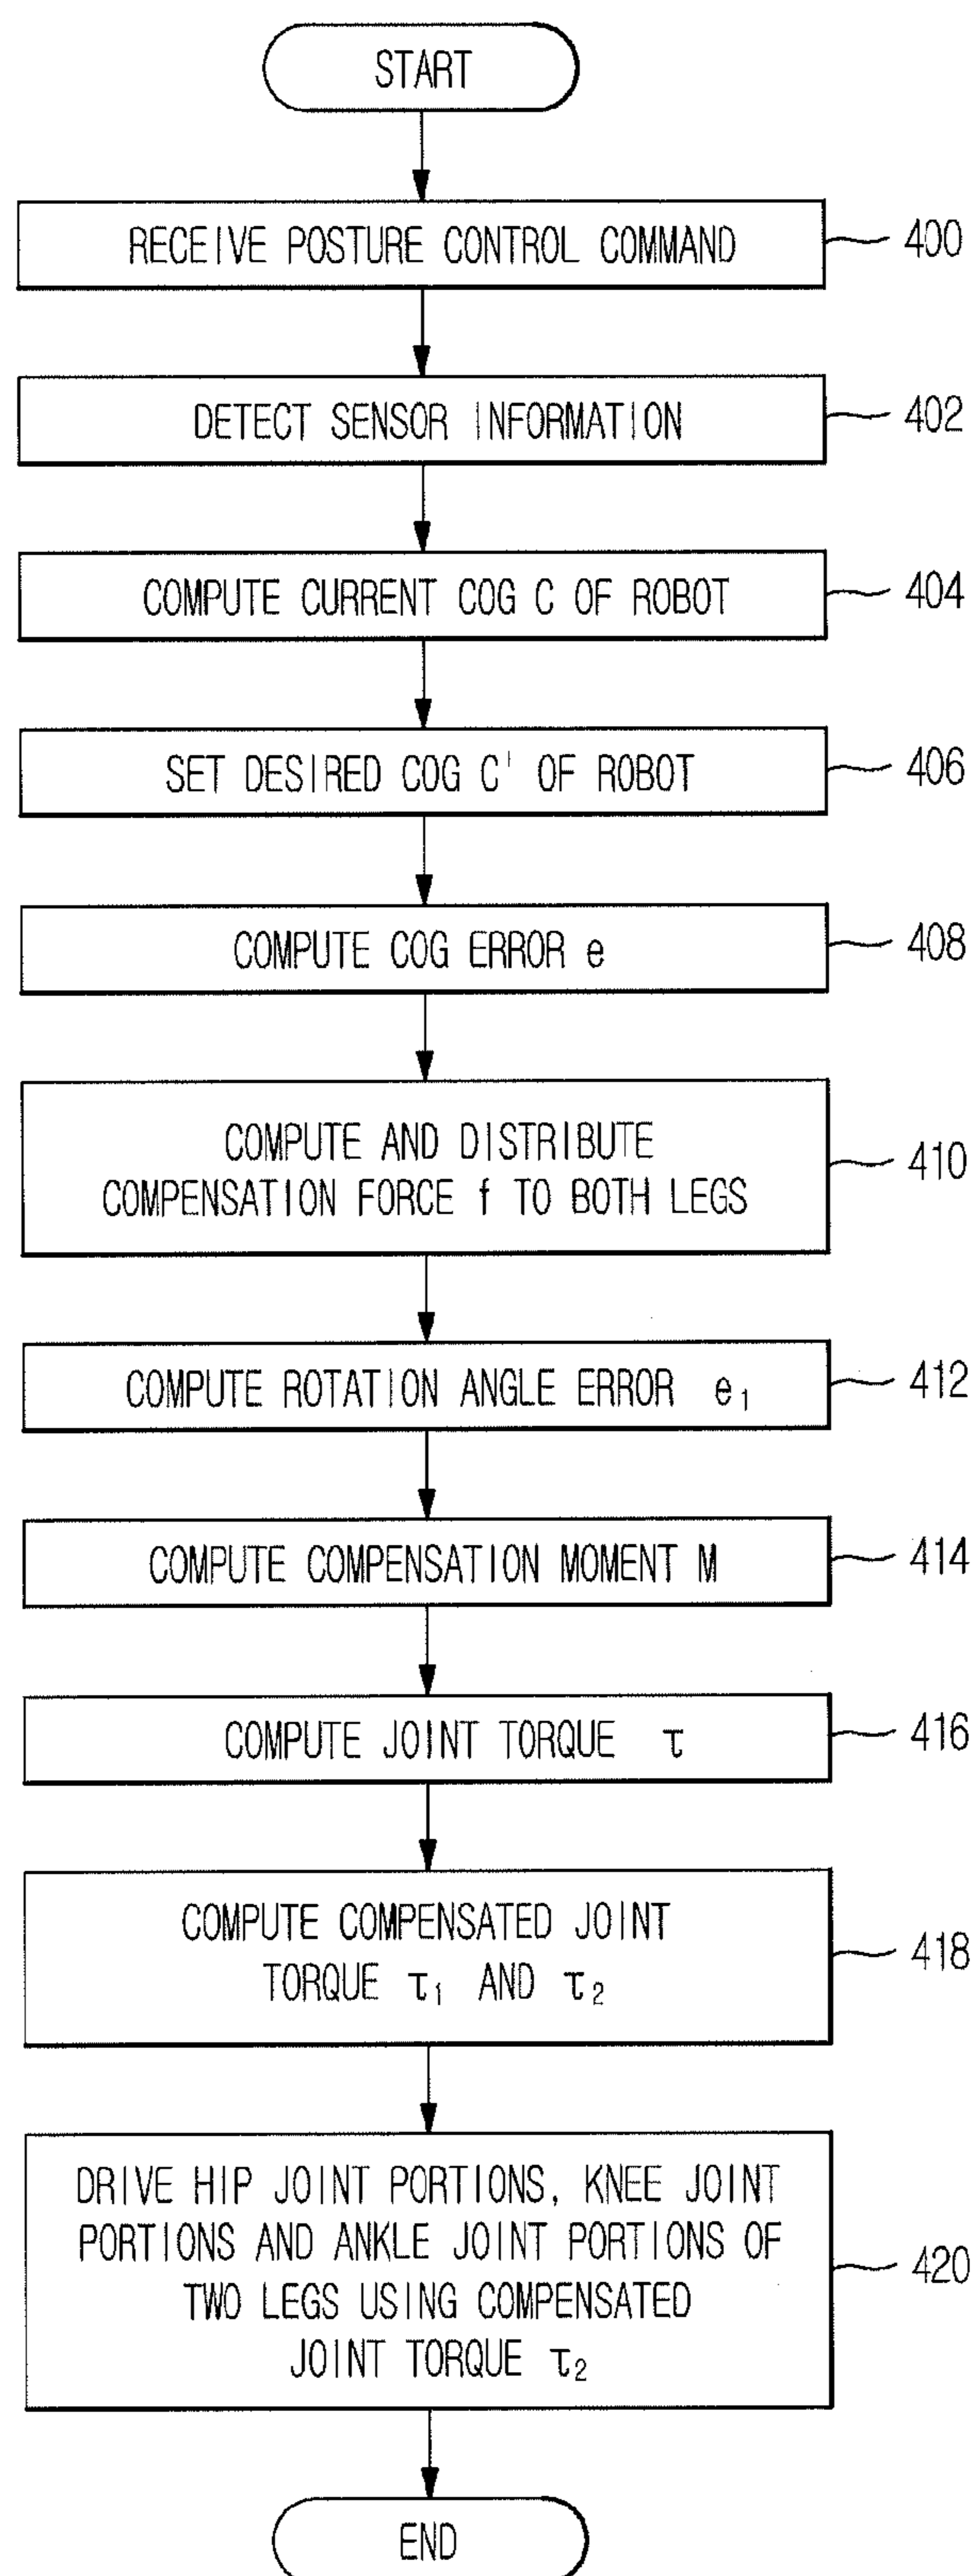 START
RECEIVE POSTURE CONTROL COMMAND
400
DETECT SENSOR INFORMATION
402
COMPUTE CURRENT COG C OF ROBOT
404
SET DESIRED COG C' OF ROBOT
406
COMPUTE COG ERROR e
408
COMPUTE AND DISTRIBUTE
COMPENSATION FORCE f TO BOTH LEGS
410
COMPUTE ROTATION ANGLE ERROR e₁
412
COMPUTE COMPENSATION MOMENT M
414
COMPUTE JOINT TORQUE τ
416
COMPUTE COMPENSATED JOINT
TORQUE τ₁ AND τ₂
418
DRIVE HIP JOINT PORTIONS, KNEE JOINT
PORTIONS AND ANKLE JOINT PORTIONS OF
TWO LEGS USING COMPENSATED
JOINT TORQUE τ₂
420
END